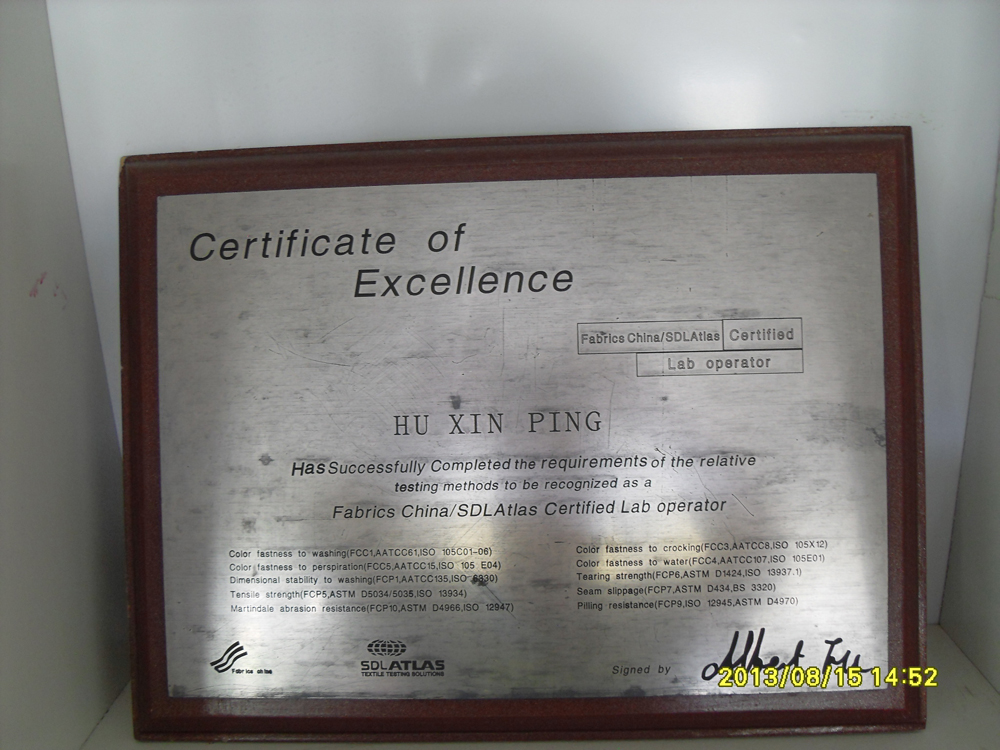 Certificate of
Excellence
Fabrics China/SDLAtlas Certified
Lab operator
HU XIN PING
Has Successfully Completed the requirements of the relative
testing methods to be recognized as a
Fabrics China/SDLAtlas Certified Lab operator
Color fastness to washing(FCC1,AATCC61,ISO 105C01-06)
Color fastness to perspiration(FCC5,AATCC15,ISO 105 E04)
Dimensional stability to washing(FCP1,AATCC135,ISO 6330)
Tensile strength(FCP5,ASTM D5034/5035,ISO 13934)
Martindale abrasion resistance(FCP10,ASTM D4966,ISO 12947)
Color fastness to crocking(FCC3,AATCC8,ISO 105X12)
Color fastness to water(FCC4,AATCC107,ISO 105E01)
Tearing strength(FCP6,ASTM D1424,ISO 13937.1)
Seam slippage(FCP7,ASTM D434,BS 3320)
Pilling resistance(FCP9,ISO 12945,ASTM D4970)
Fabrics china
SDLATLAS
TEXTILE TESTING SOLUTIONS
Signed by
2013/08/15 14:52